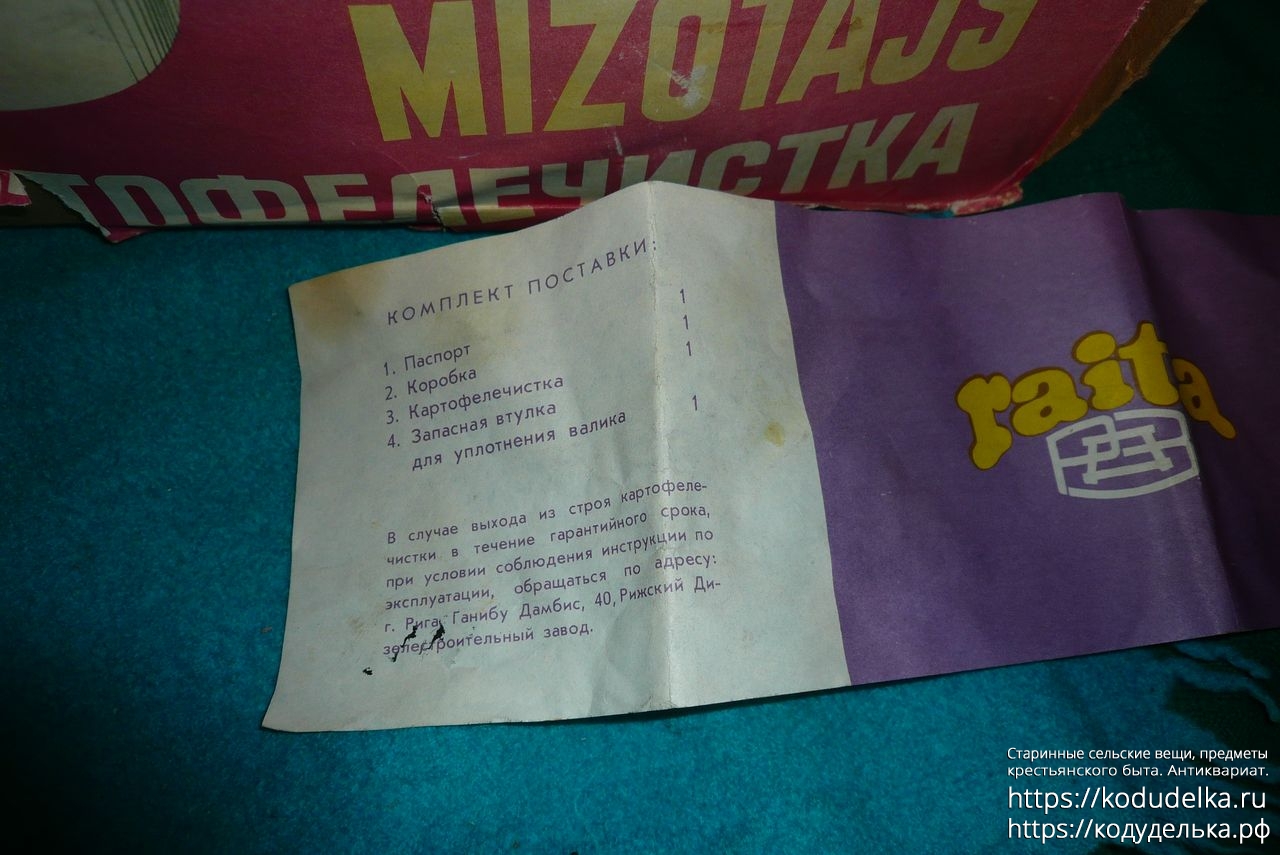 MIZOTAJS
ТОФЕЛЕЧИСТКА
КОМПЛЕКТ ПОСТАВКИ:
1. Паспорт 1
2. Коробка 1
3. Картофелечистка 1
4. Запасная втулка
для уплотнения валика 1
В случае выхода из строя картофеле-
чистки в течение гарантийного срока,
при условии соблюдения инструкции по
эксплуатации, обращаться по адресу:
г. Рига, Ганибу Дамбис, 40, Рижский Ди-
зелестроительный завод.
raita
Старинные сельские вещи, предметы
крестьянского быта. Антиквариат.
https://kodudelka.ru
https://кодуделька.рф